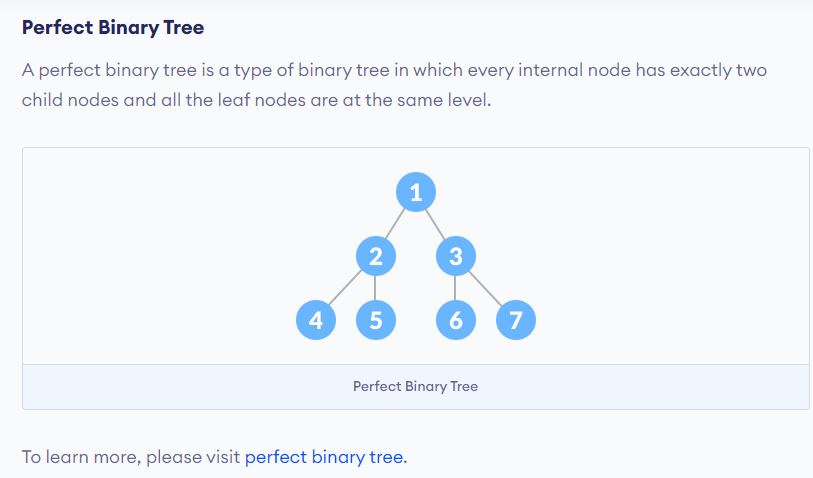 Perfect Binary Tree
A perfect binary tree is a type of binary tree in which every internal node has exactly two
child nodes and all the leaf nodes are at the same level.
1
2 3
4 5 6 7
Perfect Binary Tree
To learn more, please visit perfect binary tree.